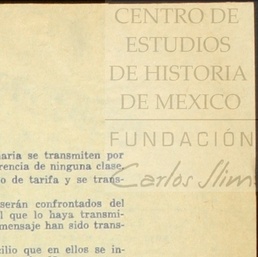 CENTRO DE
ESTUDIOS
DE HISTORIA
DE MEXICO
FUNDACIÓN
Carlos Slim
naria se transmiten por
rencia de ninguna clase.
o de tarifa y se trans-
serán confrontados del
l que lo haya transmi-
mensaje han sido trans-
cilio que en ellos se in-